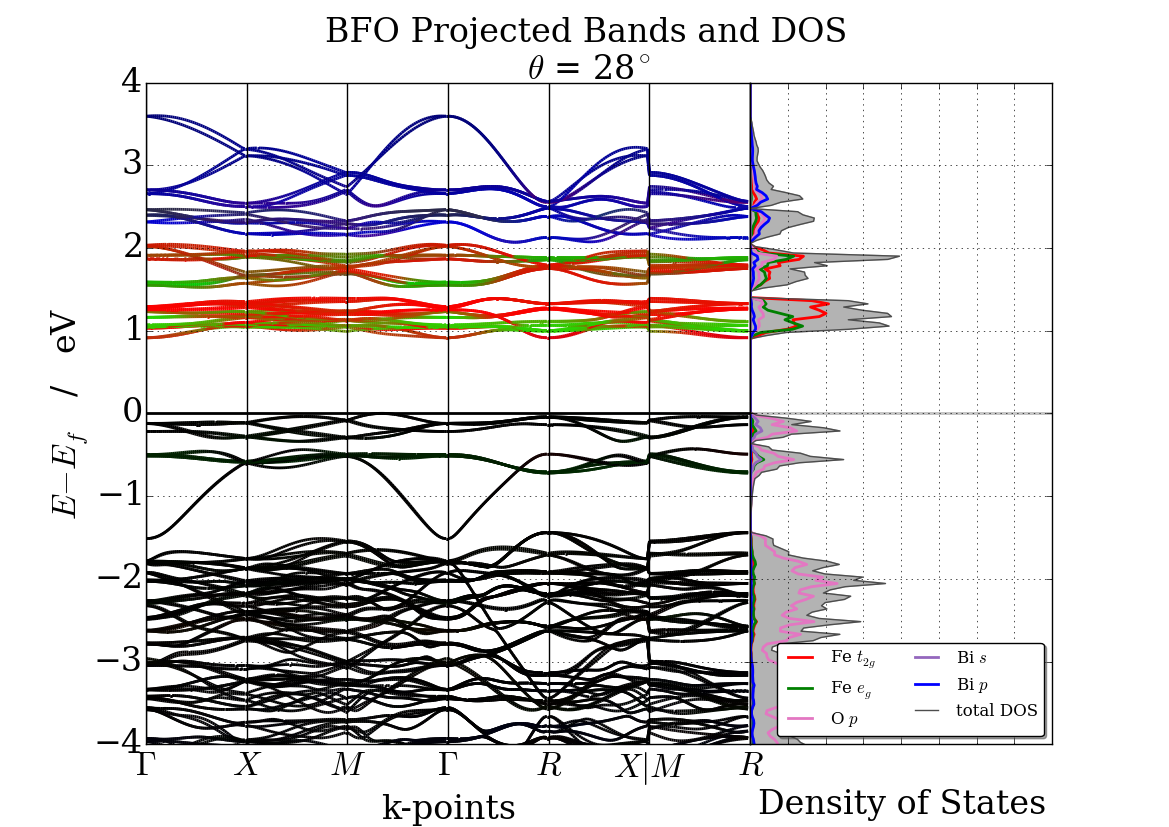 BFO Projected Bands and DOS
θ = 28°
4
3
2
1
0
−1
−2
−3
−4
E−E_f / eV
Γ X M Γ R X|M R
k-points
Density of States
Fe t_{2g}
Fe e_g
O p
Bi s
Bi p
total DOS